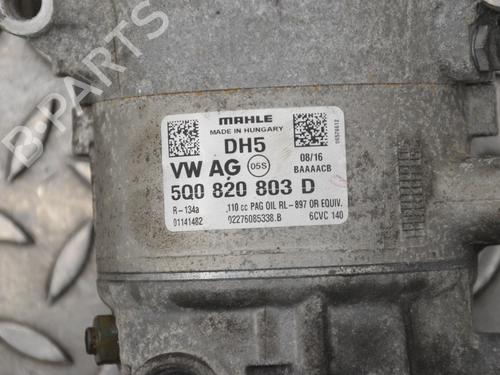 B-PARTS
MAHLE
MADE IN HUNGARY
DH5
VW AG 05S 08/16
BAAAACB
5Q0 820 803 D
R-134a 110 cc PAG OIL RL-897 OR EQUIV.
01141482 02276085338.B 6CVC 140